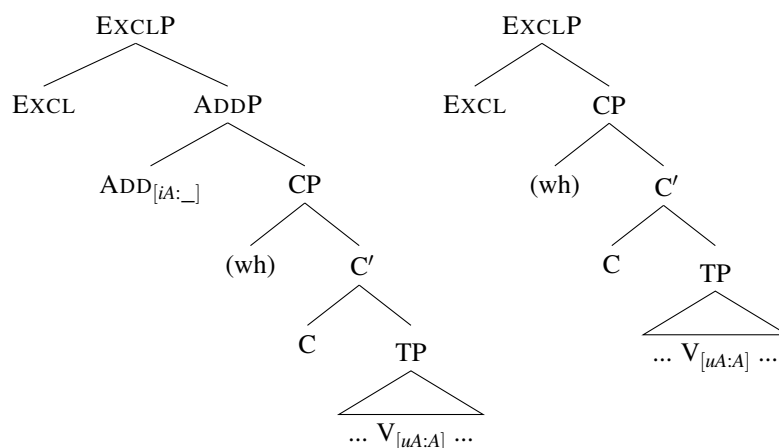 EXCLP EXCLP
EXCL ADDP EXCL CP
ADD[iA:_] CP (wh) C′
(wh) C′ C TP
C TP ... V[uA:A] ...
... V[uA:A] ...